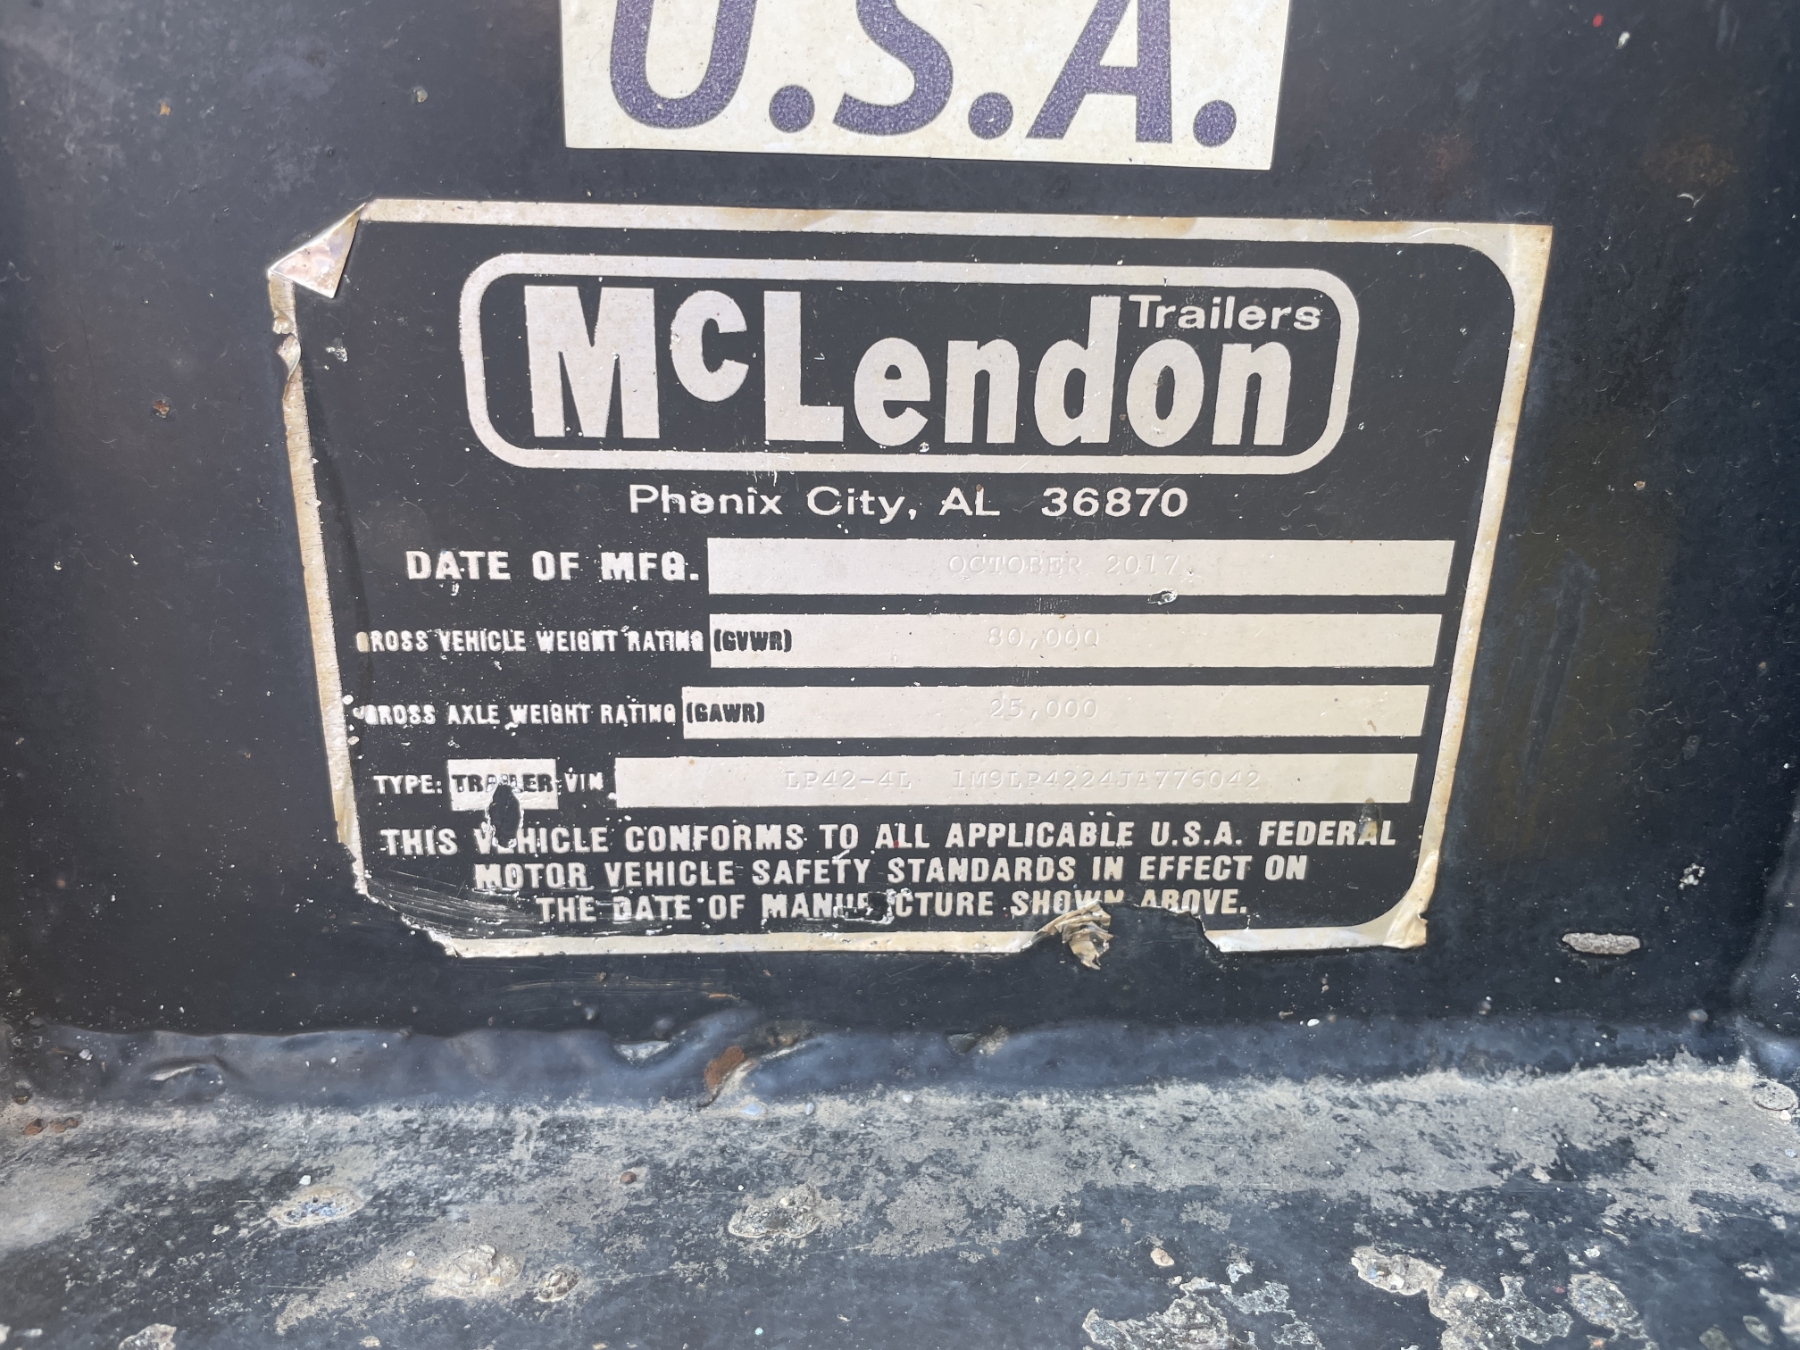 U.S.A.
McLendon Trailers
Phenix City, AL 36870
DATE OF MFG. OCTOBER 2017
GROSS VEHICLE WEIGHT RATING (GVWR) 80,000
GROSS AXLE WEIGHT RATING (GAWR) 25,000
TYPE: TRAILER VIN LP42-4L 1M9LP4224JA776042
THIS VEHICLE CONFORMS TO ALL APPLICABLE U.S.A. FEDERAL
MOTOR VEHICLE SAFETY STANDARDS IN EFFECT ON
THE DATE OF MANUFACTURE SHOWN ABOVE.